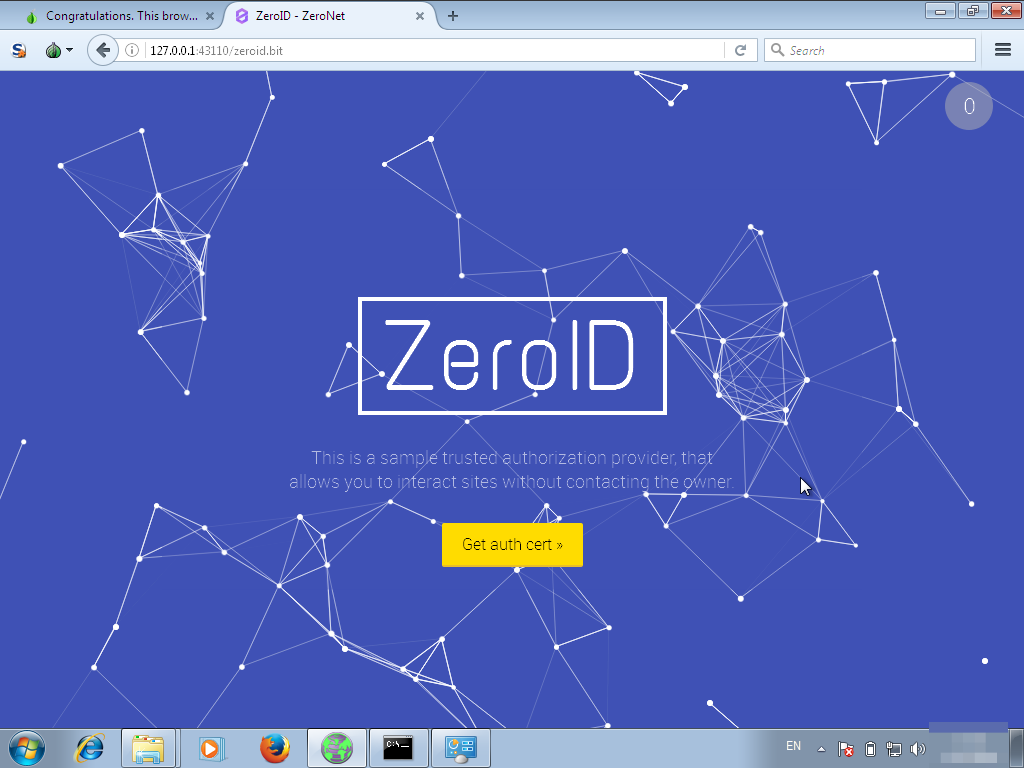 Congratulations. This brow...
ZeroID - ZeroNet
127.0.0.1:43110/zeroid.bit
Search
0
ZeroID
This is a sample trusted authorization provider, that
allows you to interact sites without contacting the owner.
Get auth cert »
C:\
EN